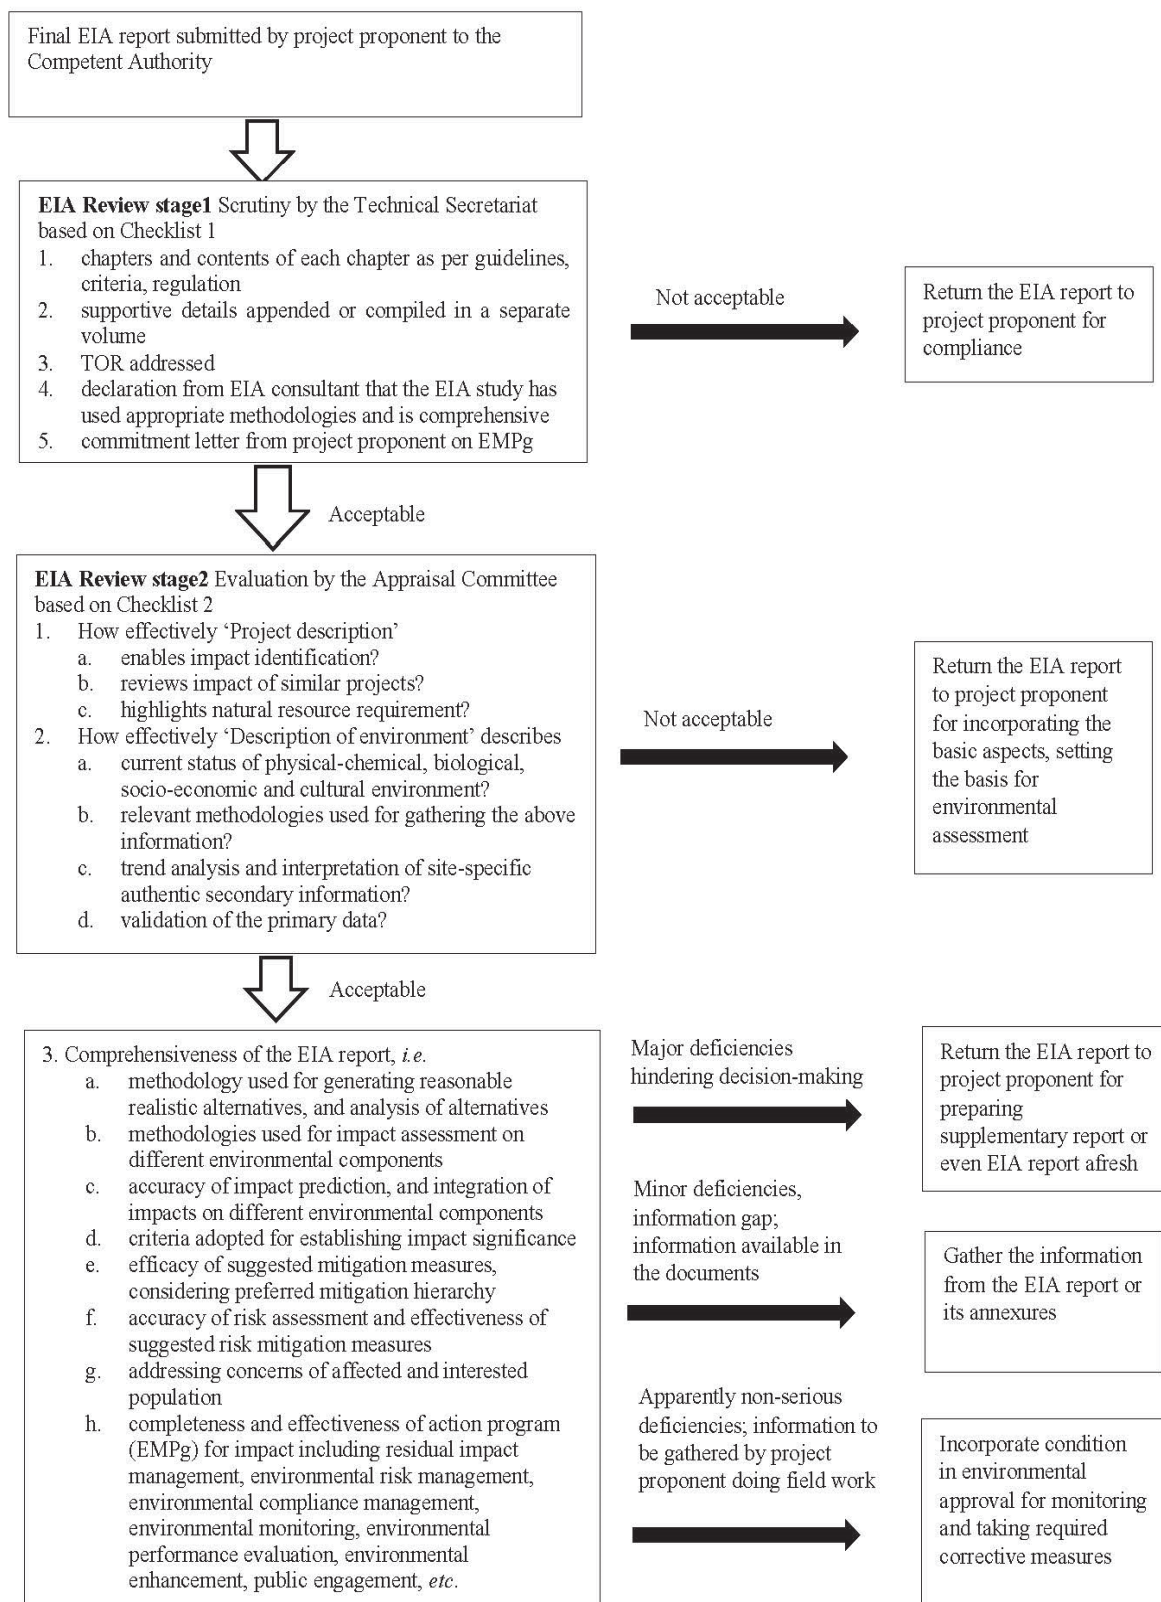 Final EIA report submitted by project proponent to the
Competent Authority
EIA Review stage1 Scrutiny by the Technical Secretariat
based on Checklist 1
1. chapters and contents of each chapter as per guidelines,
criteria, regulation
2. supportive details appended or compiled in a separate
volume
3. TOR addressed
4. declaration from EIA consultant that the EIA study has
used appropriate methodologies and is comprehensive
5. commitment letter from project proponent on EMPg
Not acceptable
Return the EIA report to
project proponent for
compliance
Acceptable
EIA Review stage2 Evaluation by the Appraisal Committee
based on Checklist 2
1. How effectively ‘Project description’
a. enables impact identification?
b. reviews impact of similar projects?
c. highlights natural resource requirement?
2. How effectively ‘Description of environment’ describes
a. current status of physical-chemical, biological,
socio-economic and cultural environment?
b. relevant methodologies used for gathering the above
information?
c. trend analysis and interpretation of site-specific
authentic secondary information?
d. validation of the primary data?
Not acceptable
Return the EIA report
to project proponent
for incorporating the
basic aspects, setting
the basis for
environmental
assessment
Acceptable
3. Comprehensiveness of the EIA report, i.e.
a. methodology used for generating reasonable
realistic alternatives, and analysis of alternatives
b. methodologies used for impact assessment on
different environmental components
c. accuracy of impact prediction, and integration of
impacts on different environmental components
d. criteria adopted for establishing impact significance
e. efficacy of suggested mitigation measures,
considering preferred mitigation hierarchy
f. accuracy of risk assessment and effectiveness of
suggested risk mitigation measures
g. addressing concerns of affected and interested
population
h. completeness and effectiveness of action program
(EMPg) for impact including residual impact
management, environmental risk management,
environmental compliance management,
environmental monitoring, environmental
performance evaluation, environmental
enhancement, public engagement, etc.
Major deficiencies
hindering decision-making
Return the EIA report to
project proponent for
preparing
supplementary report or
even EIA report afresh
Minor deficiencies,
information gap;
information available in
the documents
Gather the information
from the EIA report or
its annexures
Apparently non-serious
deficiencies; information to
be gathered by project
proponent doing field work
Incorporate condition
in environmental
approval for monitoring
and taking required
corrective measures